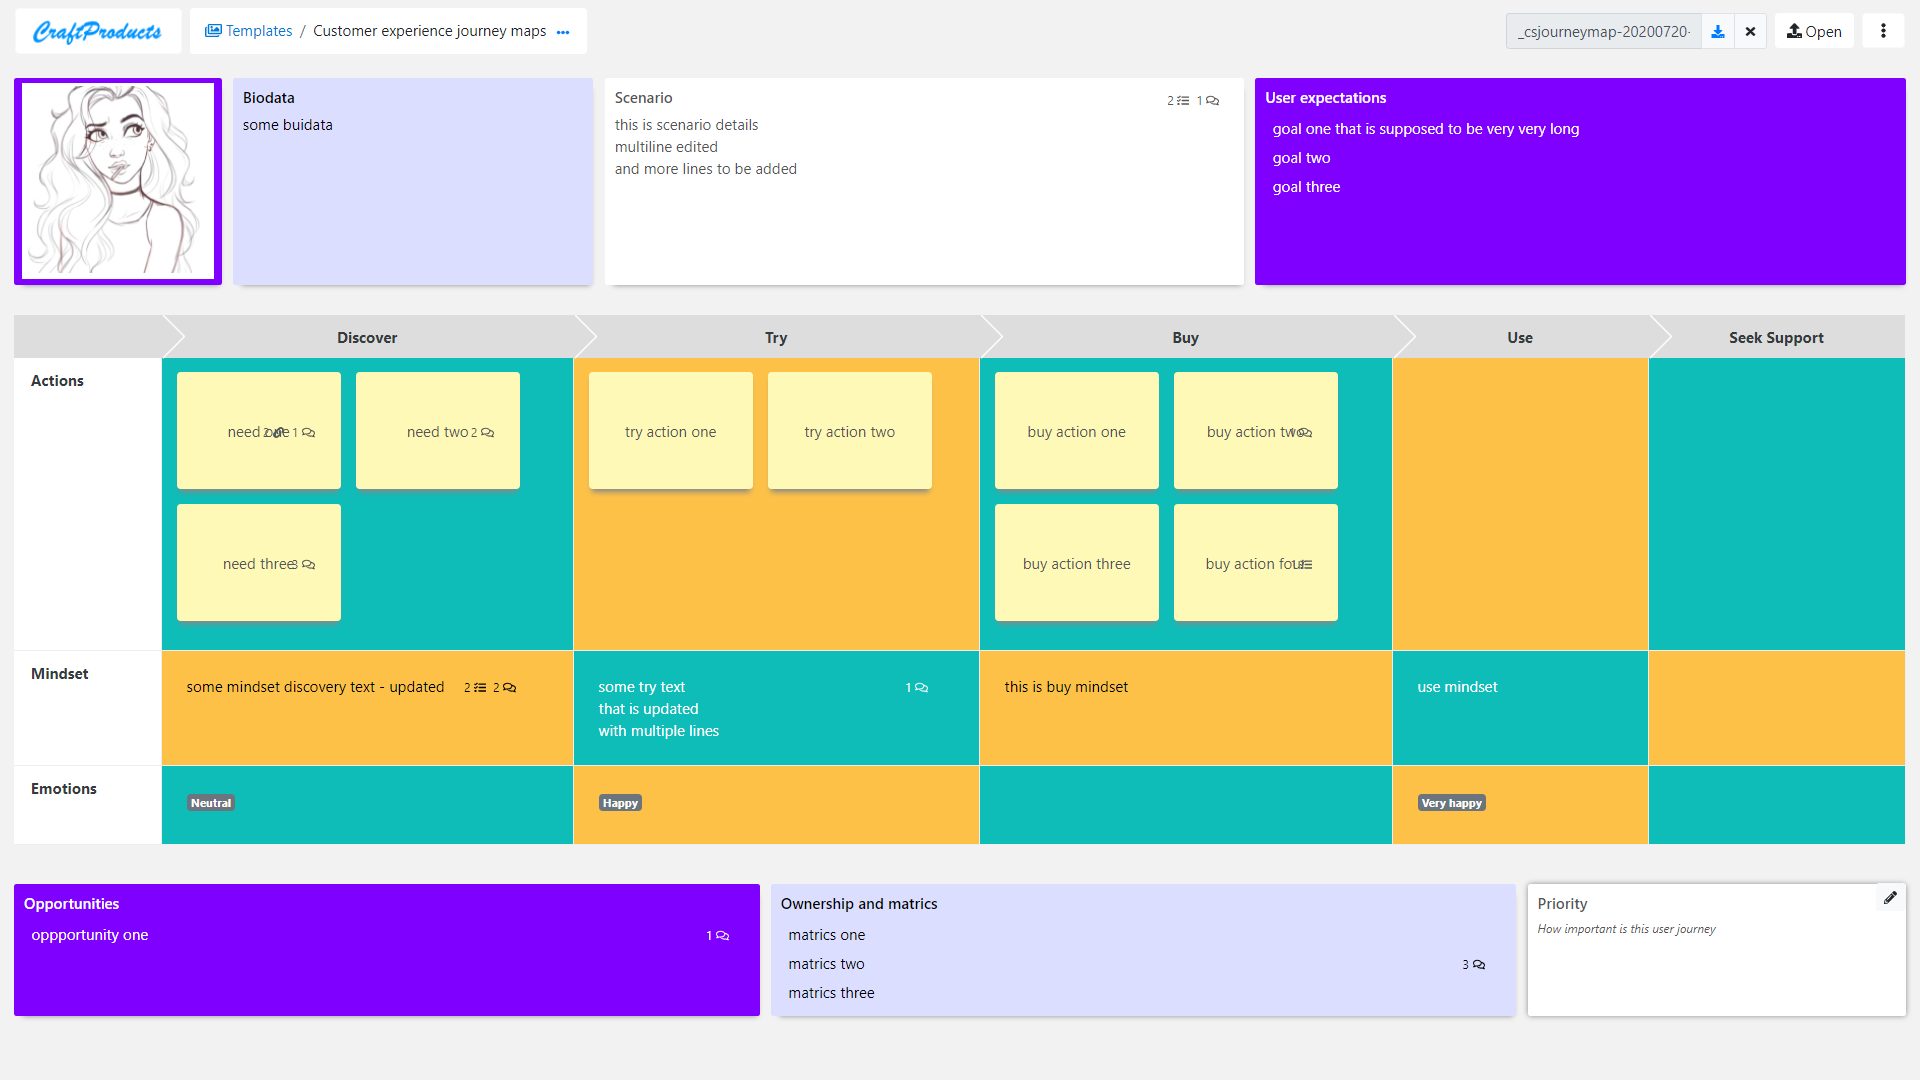 CraftProducts
Templates / Customer experience journey maps
_csjourneymap-20200720-
Open
Biodata
some buidata
Scenario
2 1
this is scenario details
multiline edited
and more lines to be added
User expectations
goal one that is supposed to be very very long
goal two
goal three
Discover
Try
Buy
Use
Seek Support
Actions
need one 2 1
need two 2
try action one
try action two
buy action one
buy action two
need three 3
buy action three
buy action four
Mindset
some mindset discovery text - updated 2 2
some try text 1
that is updated
with multiple lines
this is buy mindset
use mindset
Emotions
Neutral
Happy
Very happy
Opportunities
oppportunity one 1
Ownership and matrics
matrics one
matrics two 3
matrics three
Priority
How important is this user journey